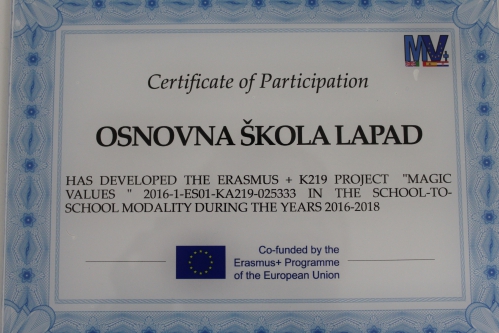 MV
Certificate of Participation
OSNOVNA ŠKOLA LAPAD
HAS DEVELOPED THE ERASMUS + K219 PROJECT "MAGIC
VALUES " 2016-1-ES01-KA219-025333 IN THE SCHOOL-TO-
SCHOOL MODALITY DURING THE YEARS 2016-2018
Co-funded by the
Erasmus+ Programme
of the European Union